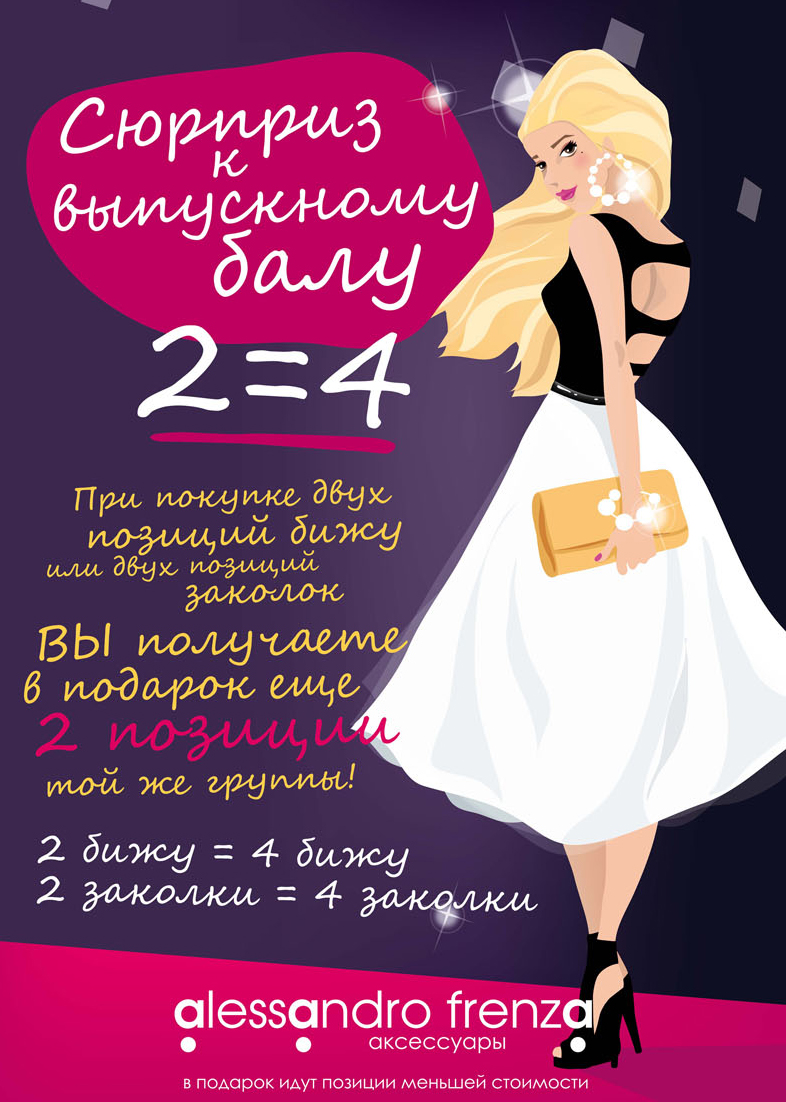 Сюрприз
к
выпускному
балу
2=4
При покупке двух
позиций бижу
или двух позиций
заколок
ВЫ получаете
в подарок еще
2 позиции
той же группы!
2 бижу = 4 бижу
2 заколки = 4 заколки
alessandro frenza
аксессуары
в подарок идут позиции меньшей стоимости